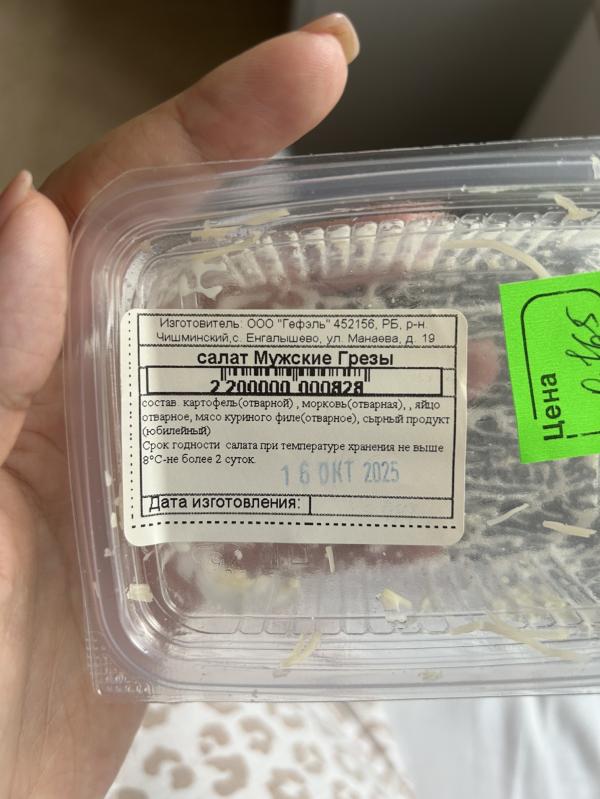 Изготовитель: ООО "Гефэль" 452156, РБ, р-н
Чишминский,с. Енгалышево, ул. Манаева, д. 19
салат Мужские Грезы
2 200000 000828
состав: картофель(отварной) , морковь(отварная), , яйцо
отварное, мясо куриного филе(отварное), сырный продукт
(юбилейный)
Срок годности салата при температуре хранения не выше
8°С-не более 2 суток.
16 ОКТ 2025
Дата изготовления:
Цена